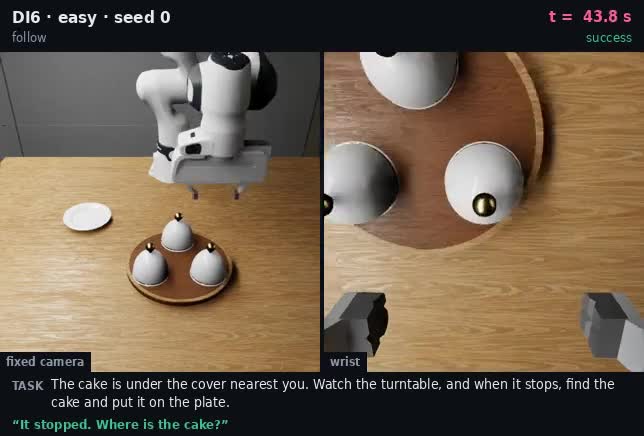 DI6 · easy · seed 0
t = 43.8 s
follow
success
fixed camera
wrist
TASK The cake is under the cover nearest you. Watch the turntable, and when it stops, find the
cake and put it on the plate.
“It stopped. Where is the cake?”